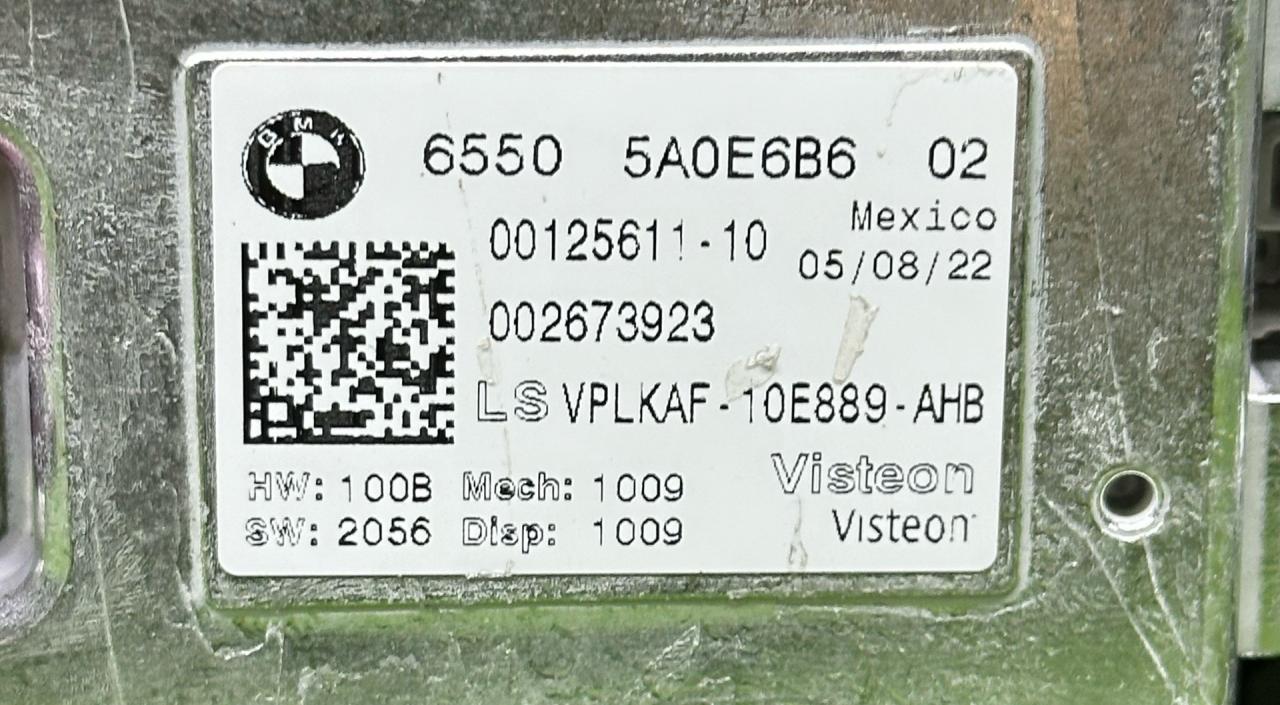 BMW
6550 5A0E6B6 02
Mexico
00125611-10
05/08/22
002673923
LS VPLKAF-10E889-AHB
HW: 100B Mech: 1009 Visteon
SW: 2056 Disp: 1009 Visteon